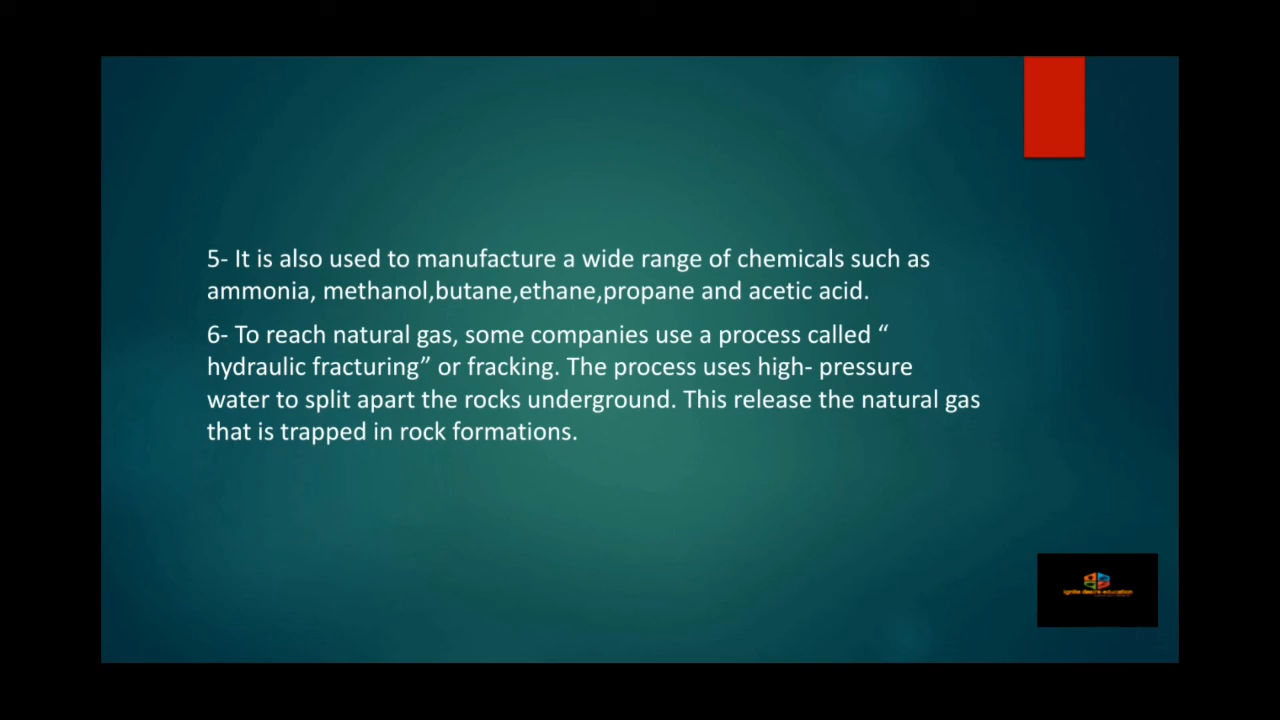 5- It is also used to manufacture a wide range of chemicals such as
ammonia, methanol,butane,ethane,propane and acetic acid.
6- To reach natural gas, some companies use a process called “
hydraulic fracturing” or fracking. The process uses high- pressure
water to split apart the rocks underground. This release the natural gas
that is trapped in rock formations.
ignite desire education